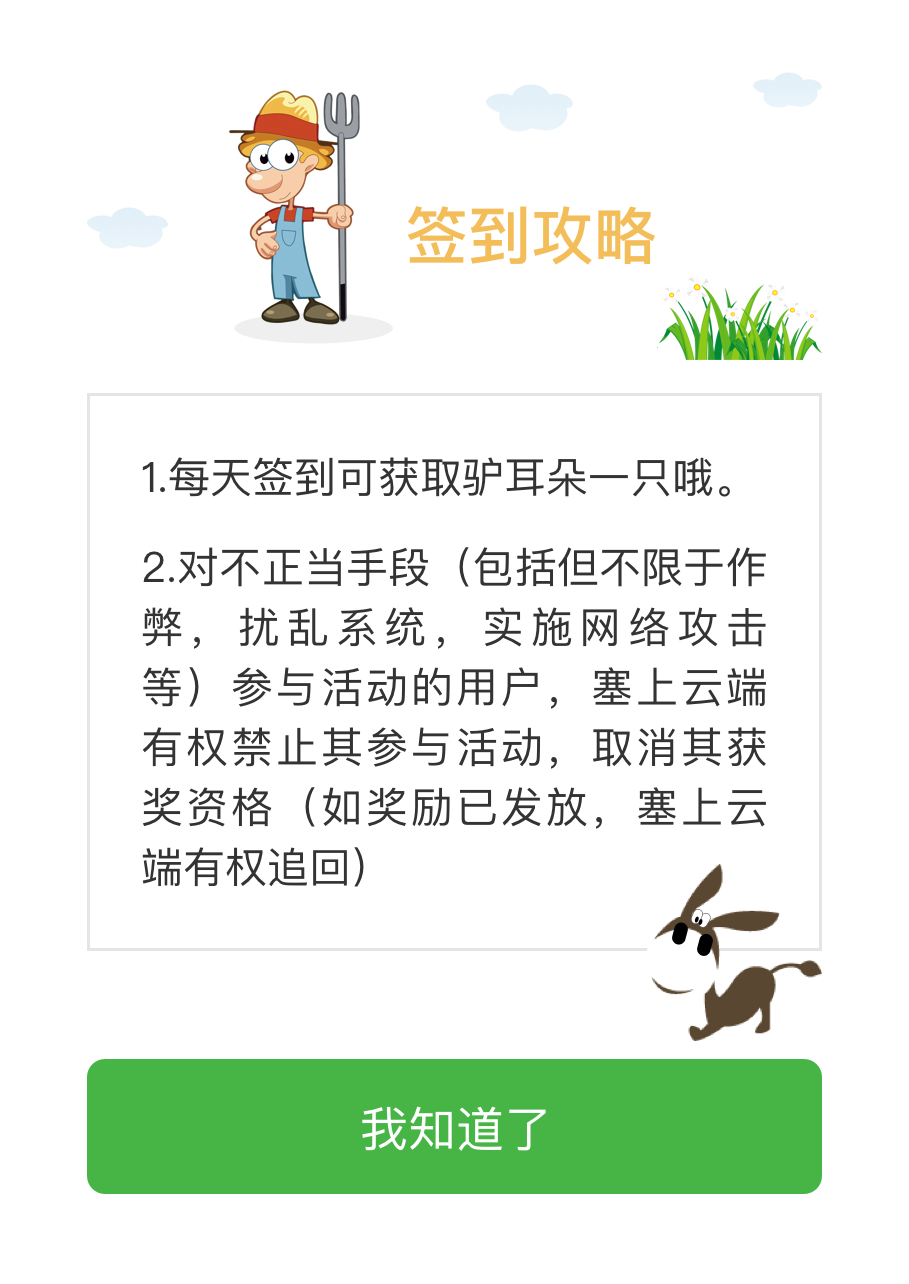 签到攻略
1.每天签到可获取驴耳朵一只哦。
2.对不正当手段（包括但不限于作
弊，扰乱系统，实施网络攻击
等）参与活动的用户，塞上云端
有权禁止其参与活动，取消其获
奖资格（如奖励已发放，塞上云
端有权追回）
我知道了